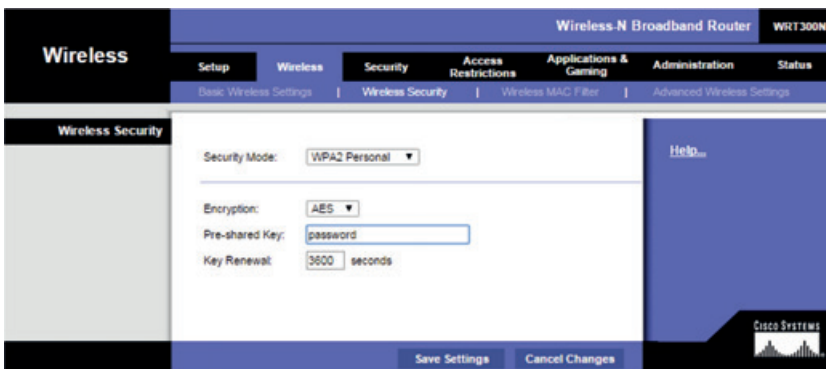 Wireless-N Broadband Router WRT300N
Wireless
Setup Wireless Security Access Restrictions Applications & Gaming Administration Status
Basic Wireless Settings | Wireless Security | Wireless MAC Filter | Advanced Wireless Settings
Wireless Security
Security Mode: WPA2 Personal
Help...
Encryption: AES
Pre-shared Key: password
Key Renewal: 3600 seconds
CISCO SYSTEMS
Save Settings Cancel Changes